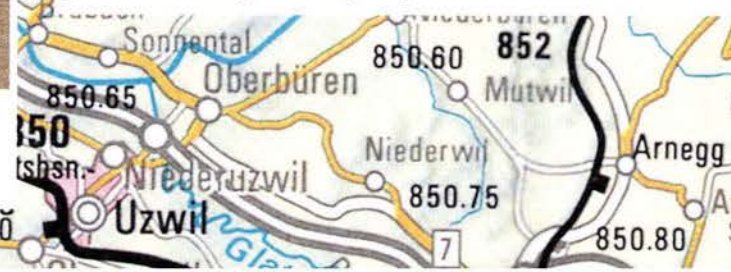 Sonnental
850.60
852
Oberbüren
850.65
Mutwil
850
Niederwil
Arnegg
Niederuzwil
850.75
Uzwil
7
850.80